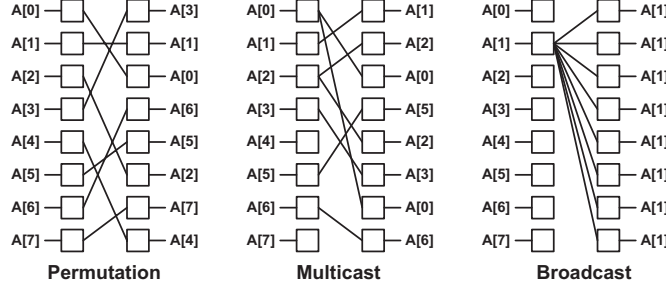 A[0] A[3] A[0] A[1] A[0] A[1]
A[1] A[1] A[1] A[2] A[1] A[1]
A[2] A[0] A[2] A[0] A[2] A[1]
A[3] A[6] A[3] A[5] A[3] A[1]
A[4] A[5] A[4] A[2] A[4] A[1]
A[5] A[2] A[5] A[3] A[5] A[1]
A[6] A[7] A[6] A[0] A[6] A[1]
A[7] A[4] A[7] A[6] A[7] A[1]
Permutation Multicast Broadcast